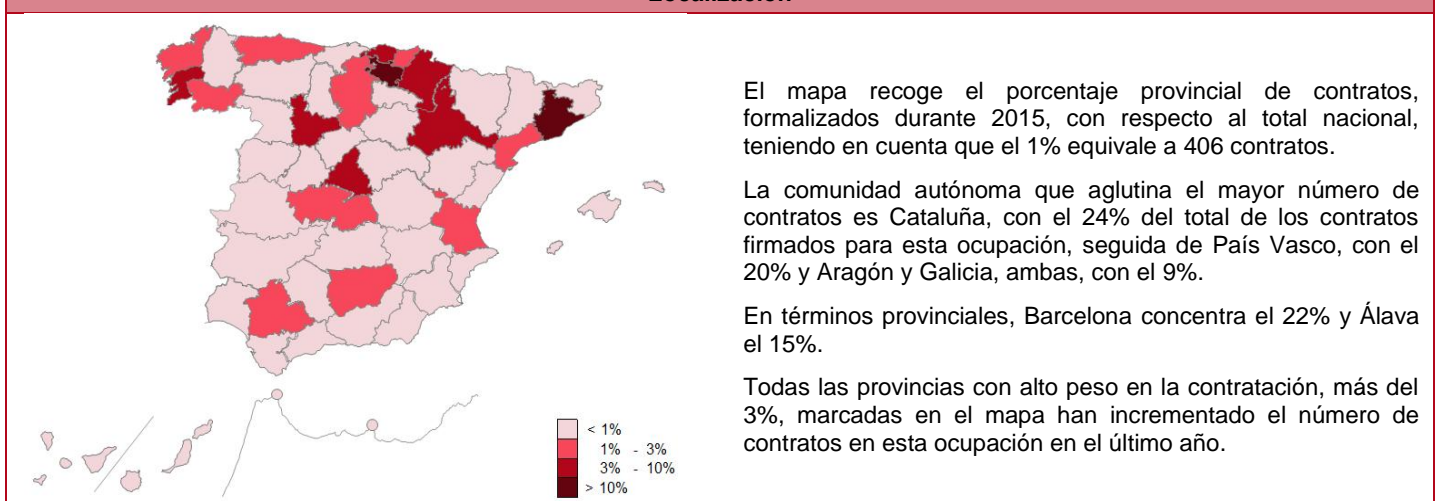 Localización
El mapa recoge el porcentaje provincial de contratos,
formalizados durante 2015, con respecto al total nacional,
teniendo en cuenta que el 1% equivale a 406 contratos.
La comunidad autónoma que aglutina el mayor número de
contratos es Cataluña, con el 24% del total de los contratos
firmados para esta ocupación, seguida de País Vasco, con el
20% y Aragón y Galicia, ambas, con el 9%.
En términos provinciales, Barcelona concentra el 22% y Álava
el 15%.
Todas las provincias con alto peso en la contratación, más del
3%, marcadas en el mapa han incrementado el número de
contratos en esta ocupación en el último año.
< 1%
1% - 3%
3% - 10%
> 10%